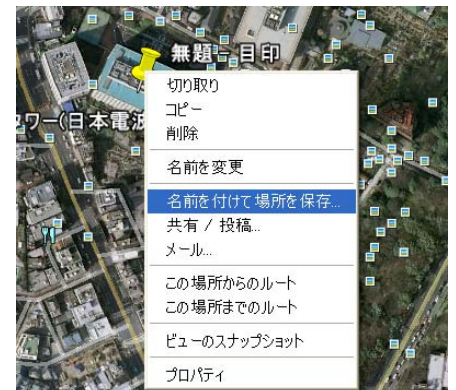 無題 - 目印
ワー(日本電波
切り取り
コピー
削除
名前を変更
名前を付けて場所を保存...
共有 / 投稿...
メール...
この場所からのルート
この場所までのルート
ビューのスナップショット
プロパティ